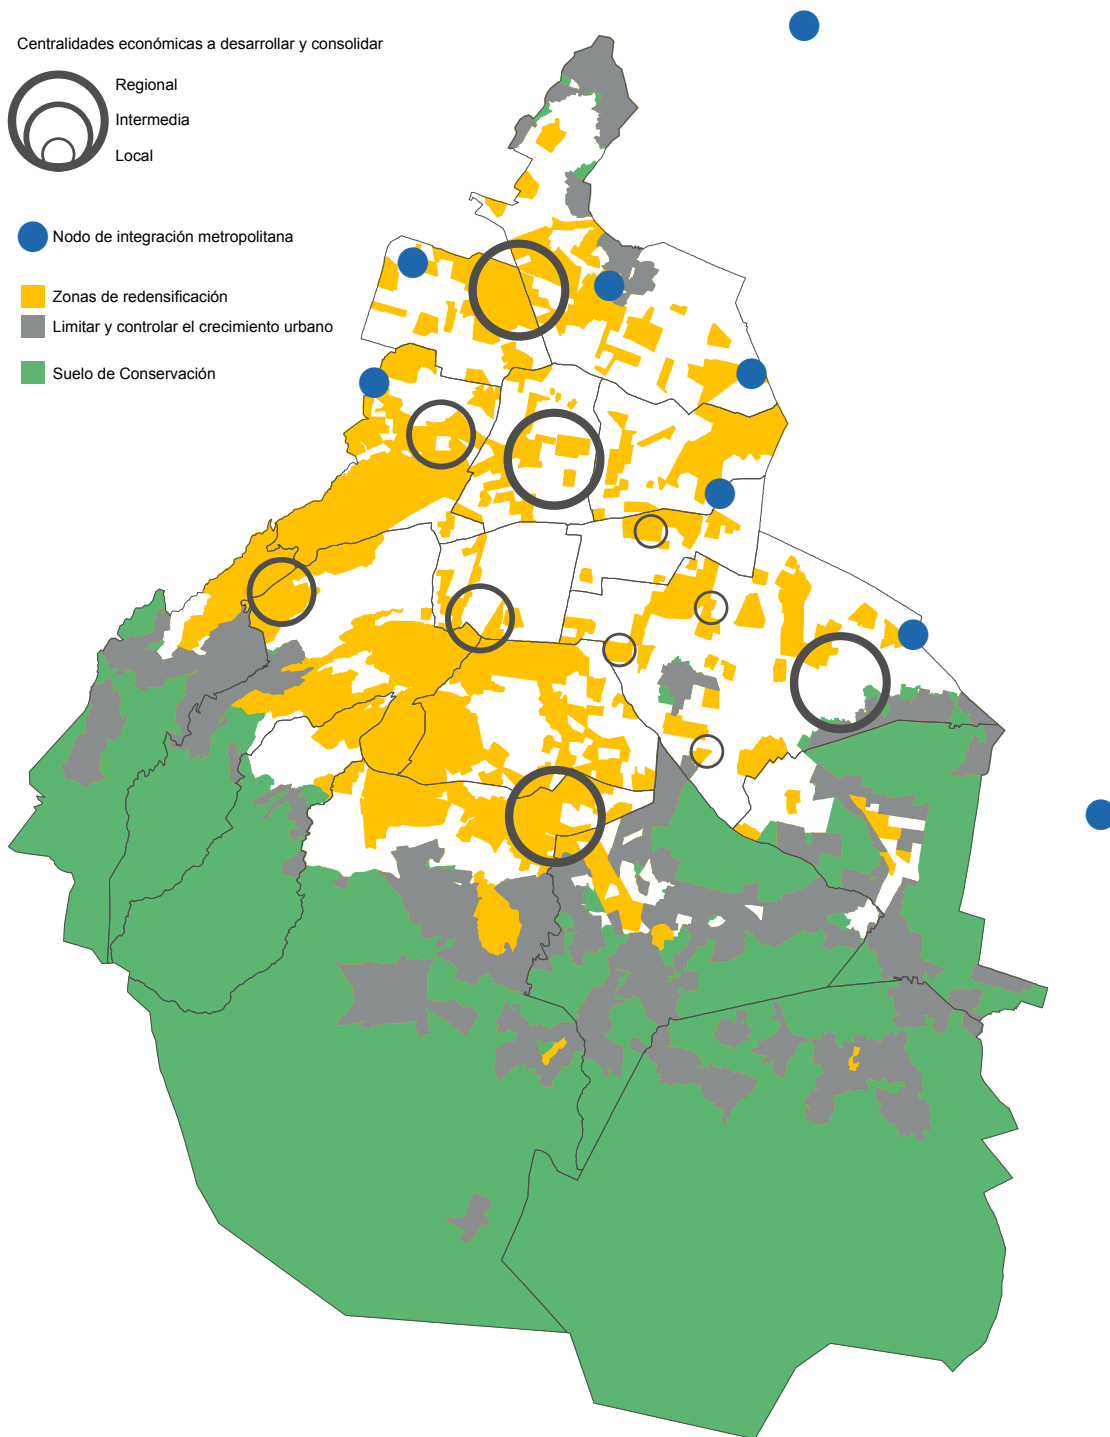 Centralidades económicas a desarrollar y consolidar
Regional
Intermedia
Local
Nodo de integración metropolitana
Zonas de redensificación
Limitar y controlar el crecimiento urbano
Suelo de Conservación